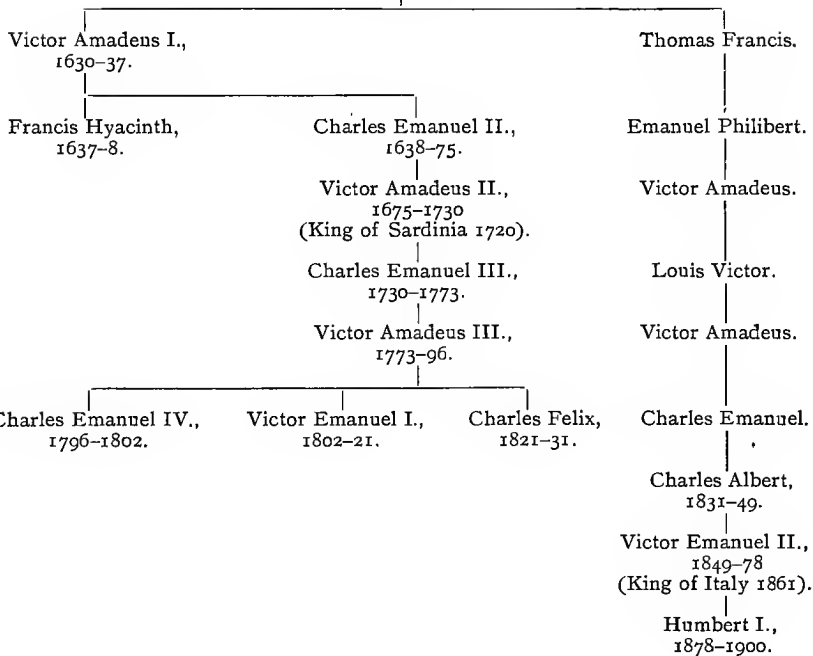 Victor Amadeus I.,
1630-37.
Thomas Francis.
Francis Hyacinth,
1637-8.
Charles Emanuel II.,
1638-75.
Emanuel Philibert.
Victor Amadeus II.,
1675-1730
(King of Sardinia 1720).
Victor Amadeus.
Charles Emanuel III.,
1730-1773.
Louis Victor.
Victor Amadeus III.,
1773-96.
Victor Amadeus.
Charles Emanuel IV.,
1796-1802.
Victor Emanuel I.,
1802-21.
Charles Felix,
1821-31.
Charles Emanuel.
Charles Albert,
1831-49.
Victor Emanuel II.,
1849-78
(King of Italy 1861).
Humbert I.,
1878-1900.